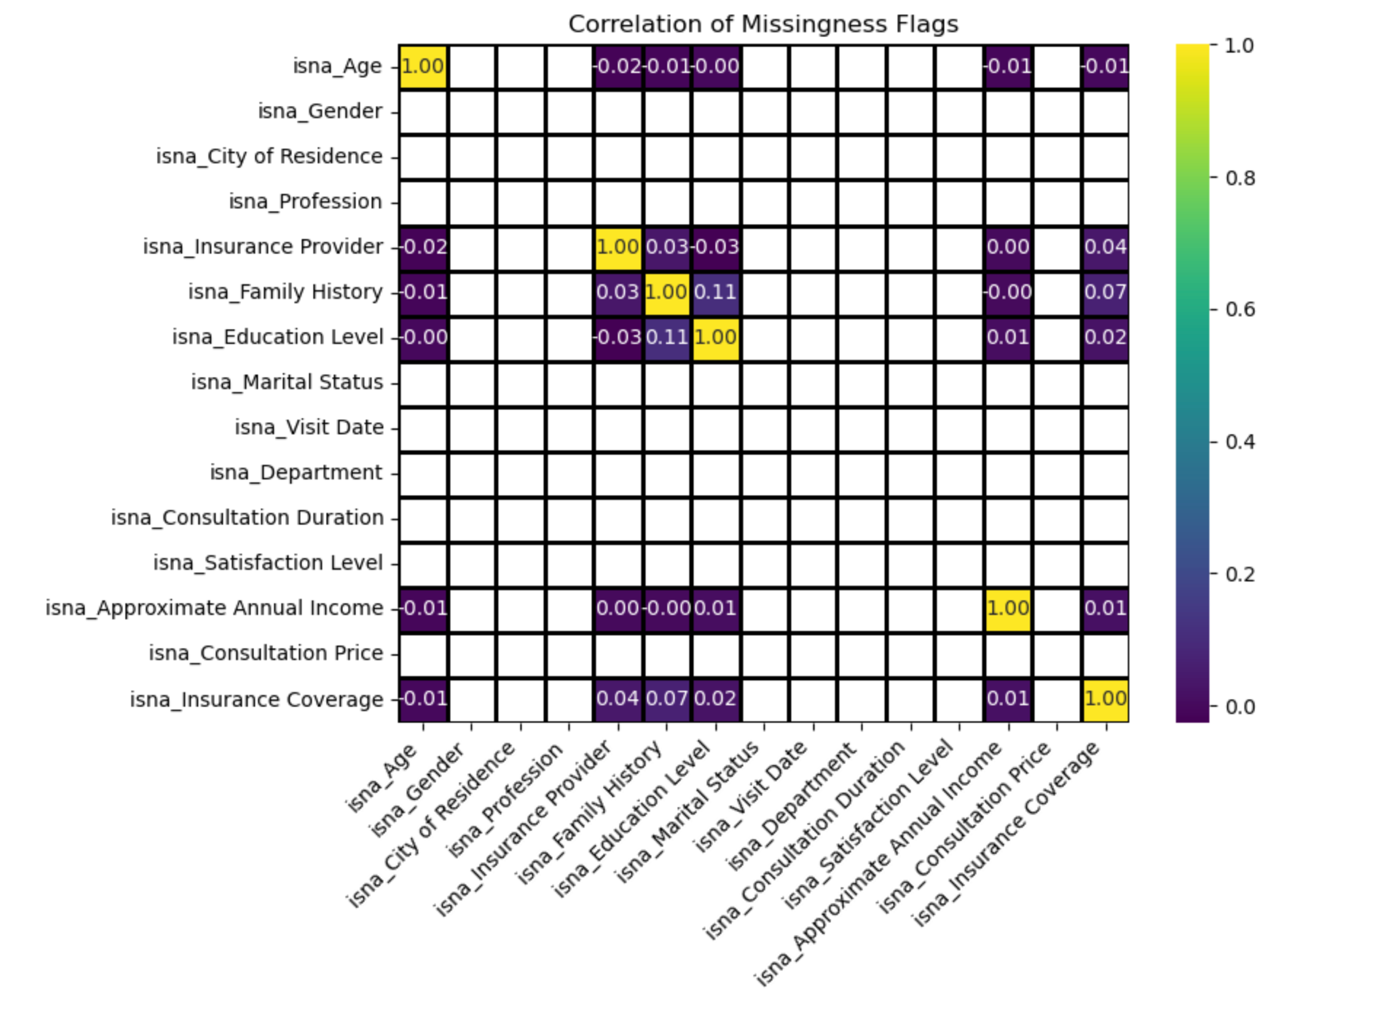 Correlation of Missingness Flags
isna_Age 1.00 -0.02 -0.01 -0.00 -0.01 -0.01
isna_Gender
isna_City of Residence
isna_Profession
isna_Insurance Provider -0.02 1.00 0.03 -0.03 0.00 0.04
isna_Family History -0.01 0.03 1.00 0.11 -0.00 0.07
isna_Education Level -0.00 -0.03 0.11 1.00 0.01 0.02
isna_Marital Status
isna_Visit Date
isna_Department
isna_Consultation Duration
isna_Satisfaction Level
isna_Approximate Annual Income -0.01 0.00 -0.00 0.01 1.00 0.01
isna_Consultation Price
isna_Insurance Coverage -0.01 0.04 0.07 0.02 0.01 1.00
isna_Age
isna_Gender
isna_City of Residence
isna_Profession
isna_Insurance Provider
isna_Family History
isna_Education Level
isna_Marital Status
isna_Visit Date
isna_Department
isna_Consultation Duration
isna_Satisfaction Level
isna_Approximate Annual Income
isna_Consultation Price
isna_Insurance Coverage
1.0
0.8
0.6
0.4
0.2
0.0